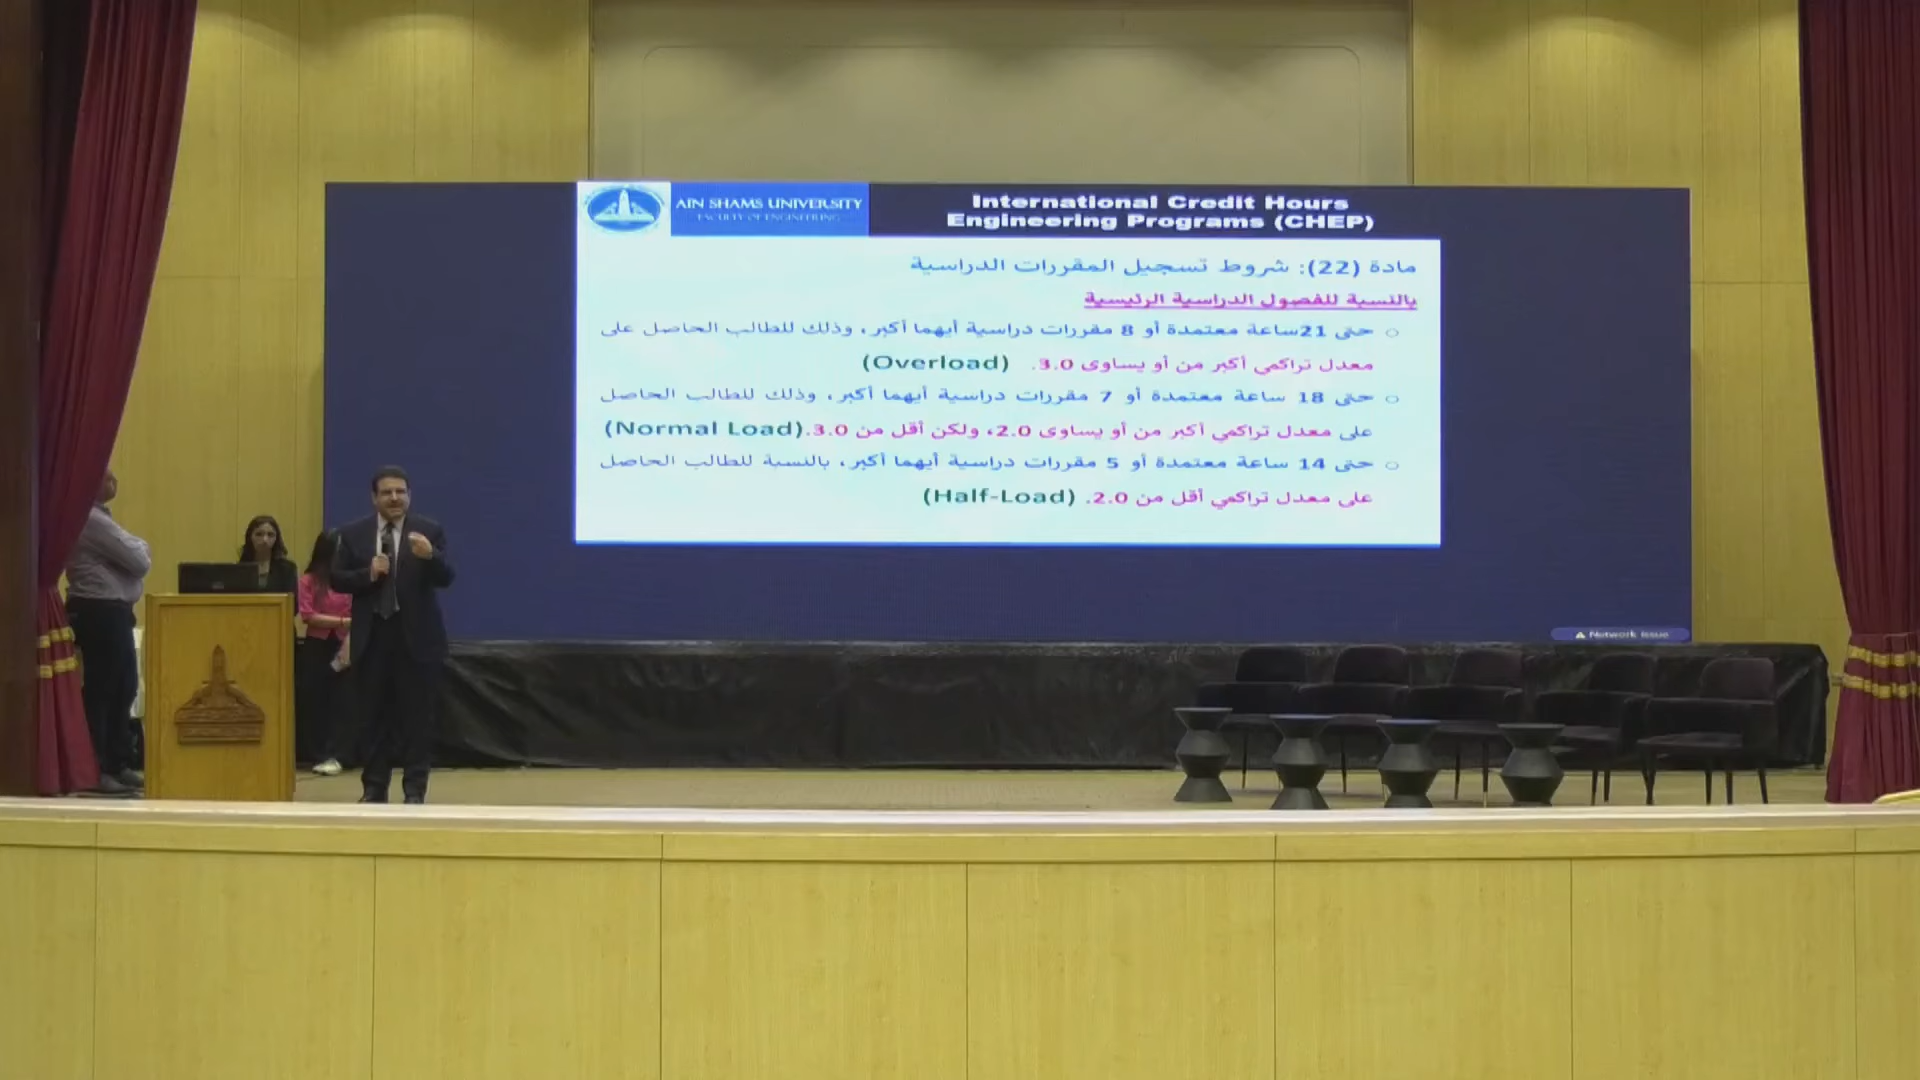 AIN SHAMS UNIVERSITY
FACULTY OF ENGINEERING
International Credit Hours
Engineering Programs (CHEP)
مادة (22): شروط تسجيل المقررات الدراسية
بالنسبة للفصول الدراسية الرئيسية
○ حتى 21ساعة معتمدة أو 8 مقررات دراسية أيهما أكبر، وذلك للطالب الحاصل على
معدل تراكمي أكبر من أو يساوى 3.0. (Overload)
○ حتى 18 ساعة معتمدة أو 7 مقررات دراسية أيهما أكبر، وذلك للطالب الحاصل
على معدل تراكمي أكبر من أو يساوى 2.0، ولكن أقل من 3.0.(Normal Load)
○ حتى 14 ساعة معتمدة أو 5 مقررات دراسية أيهما أكبر، بالنسبة للطالب الحاصل
على معدل تراكمي أقل من 2.0. (Half-Load)
Network issue